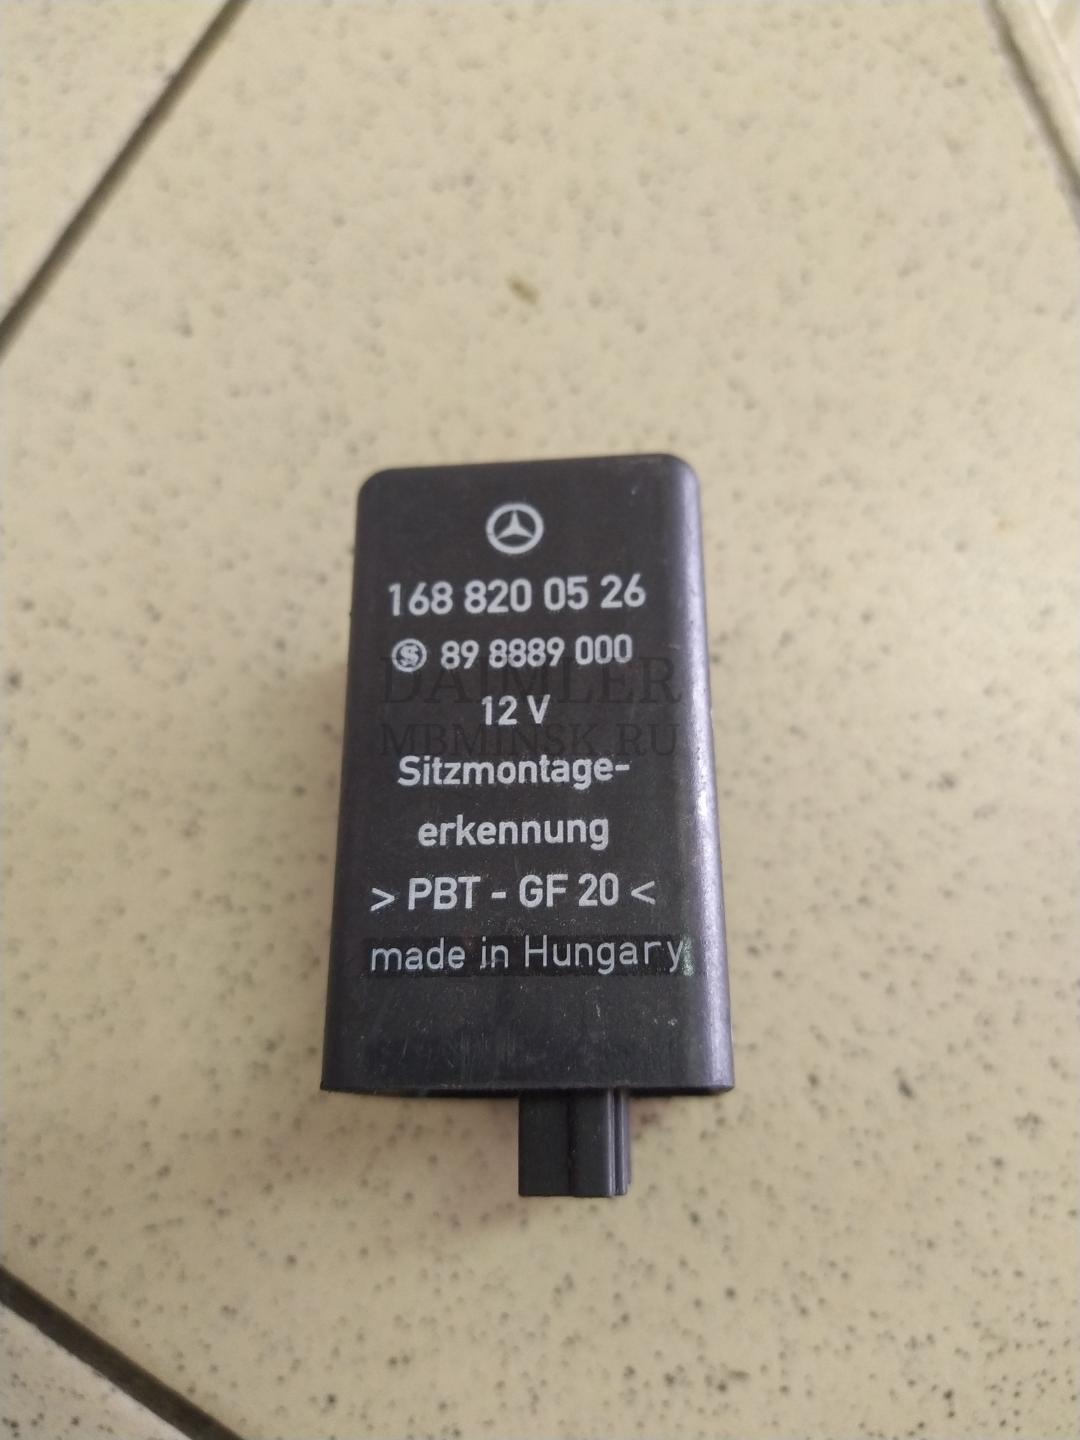 168 820 05 26
S 89 8889 000
DAIMLER
12 V
MBMINSK.RU
Sitzmontage-
erkennung
> PBT - GF 20 <
made in Hungary